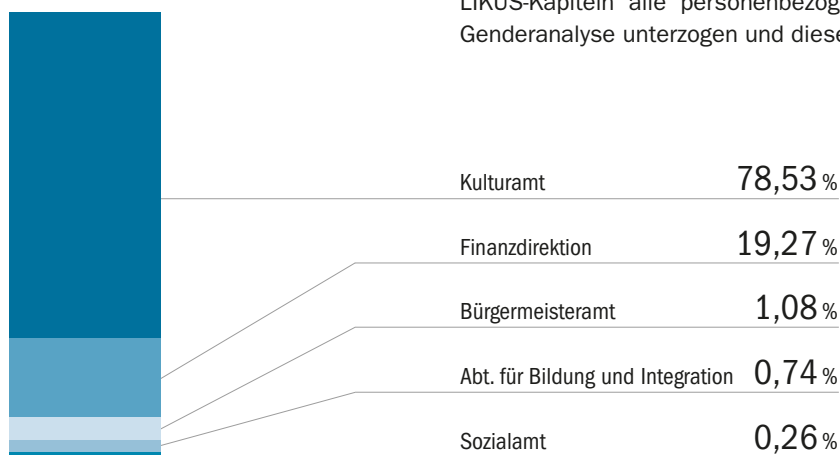 LIKUS-Kapiteln alle personenbezog
Genderanalyse unterzogen und diese
Kulturamt 78,53 %
Finanzdirektion 19,27 %
Bürgermeisteramt 1,08 %
Abt. für Bildung und Integration 0,74 %
Sozialamt 0,26 %